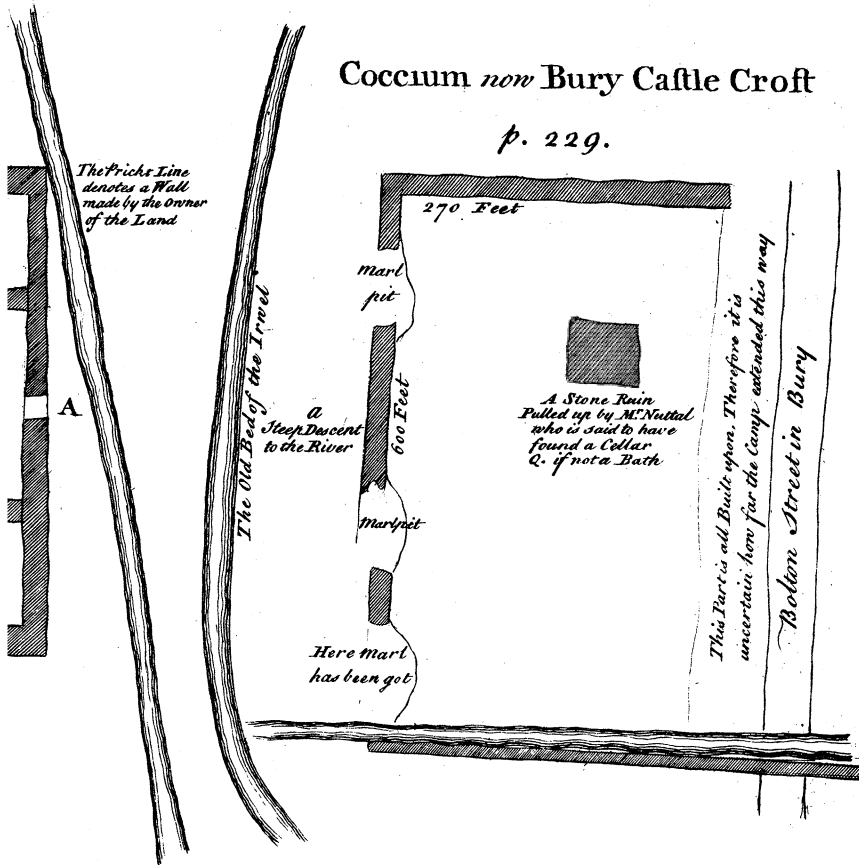 Coccium now Bury Caſtle Croft
p. 229.
The Prickt Line
denotes a Wall
made by the Owner
of the Land
A
The Old Bed of the Irwel
a
Steep Descent
to the River
270 Feet
Marl
pit
600 Feet
Marlpit
Here Marl
has been got
A Stone Ruin
Pulled up by Mr. Nuttal
who is said to have
found a Cellar
Q. if not a Bath
This Part is all Built upon. Therefore it is
uncertain how far the Camp extended this way
Bolton Street in Bury